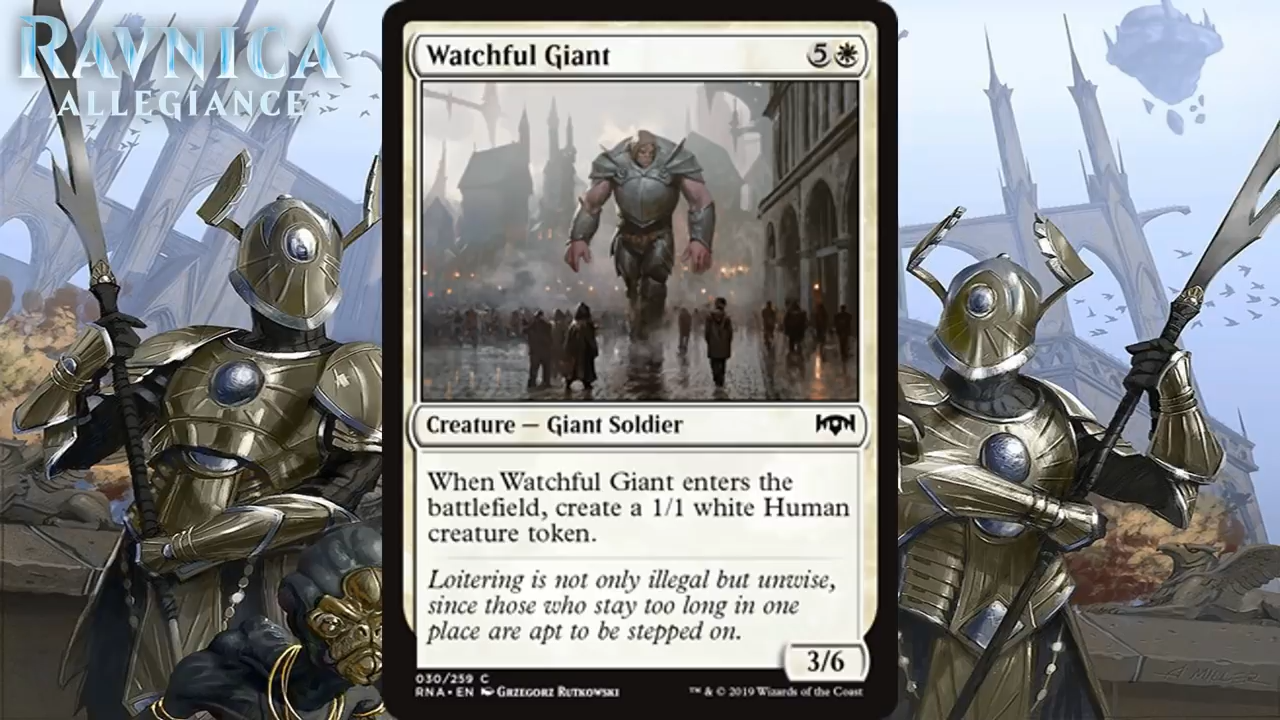 RAVNICA
ALLEGIANCE
Watchful Giant 5
Creature — Giant Soldier
When Watchful Giant enters the
battlefield, create a 1/1 white Human
creature token.
Loitering is not only illegal but unwise,
since those who stay too long in one
place are apt to be stepped on.
3/6
030/259 C
RNA • EN GRZEGORZ RUTKOWSKI
™ & © 2019 Wizards of the Coast
A. MILLER